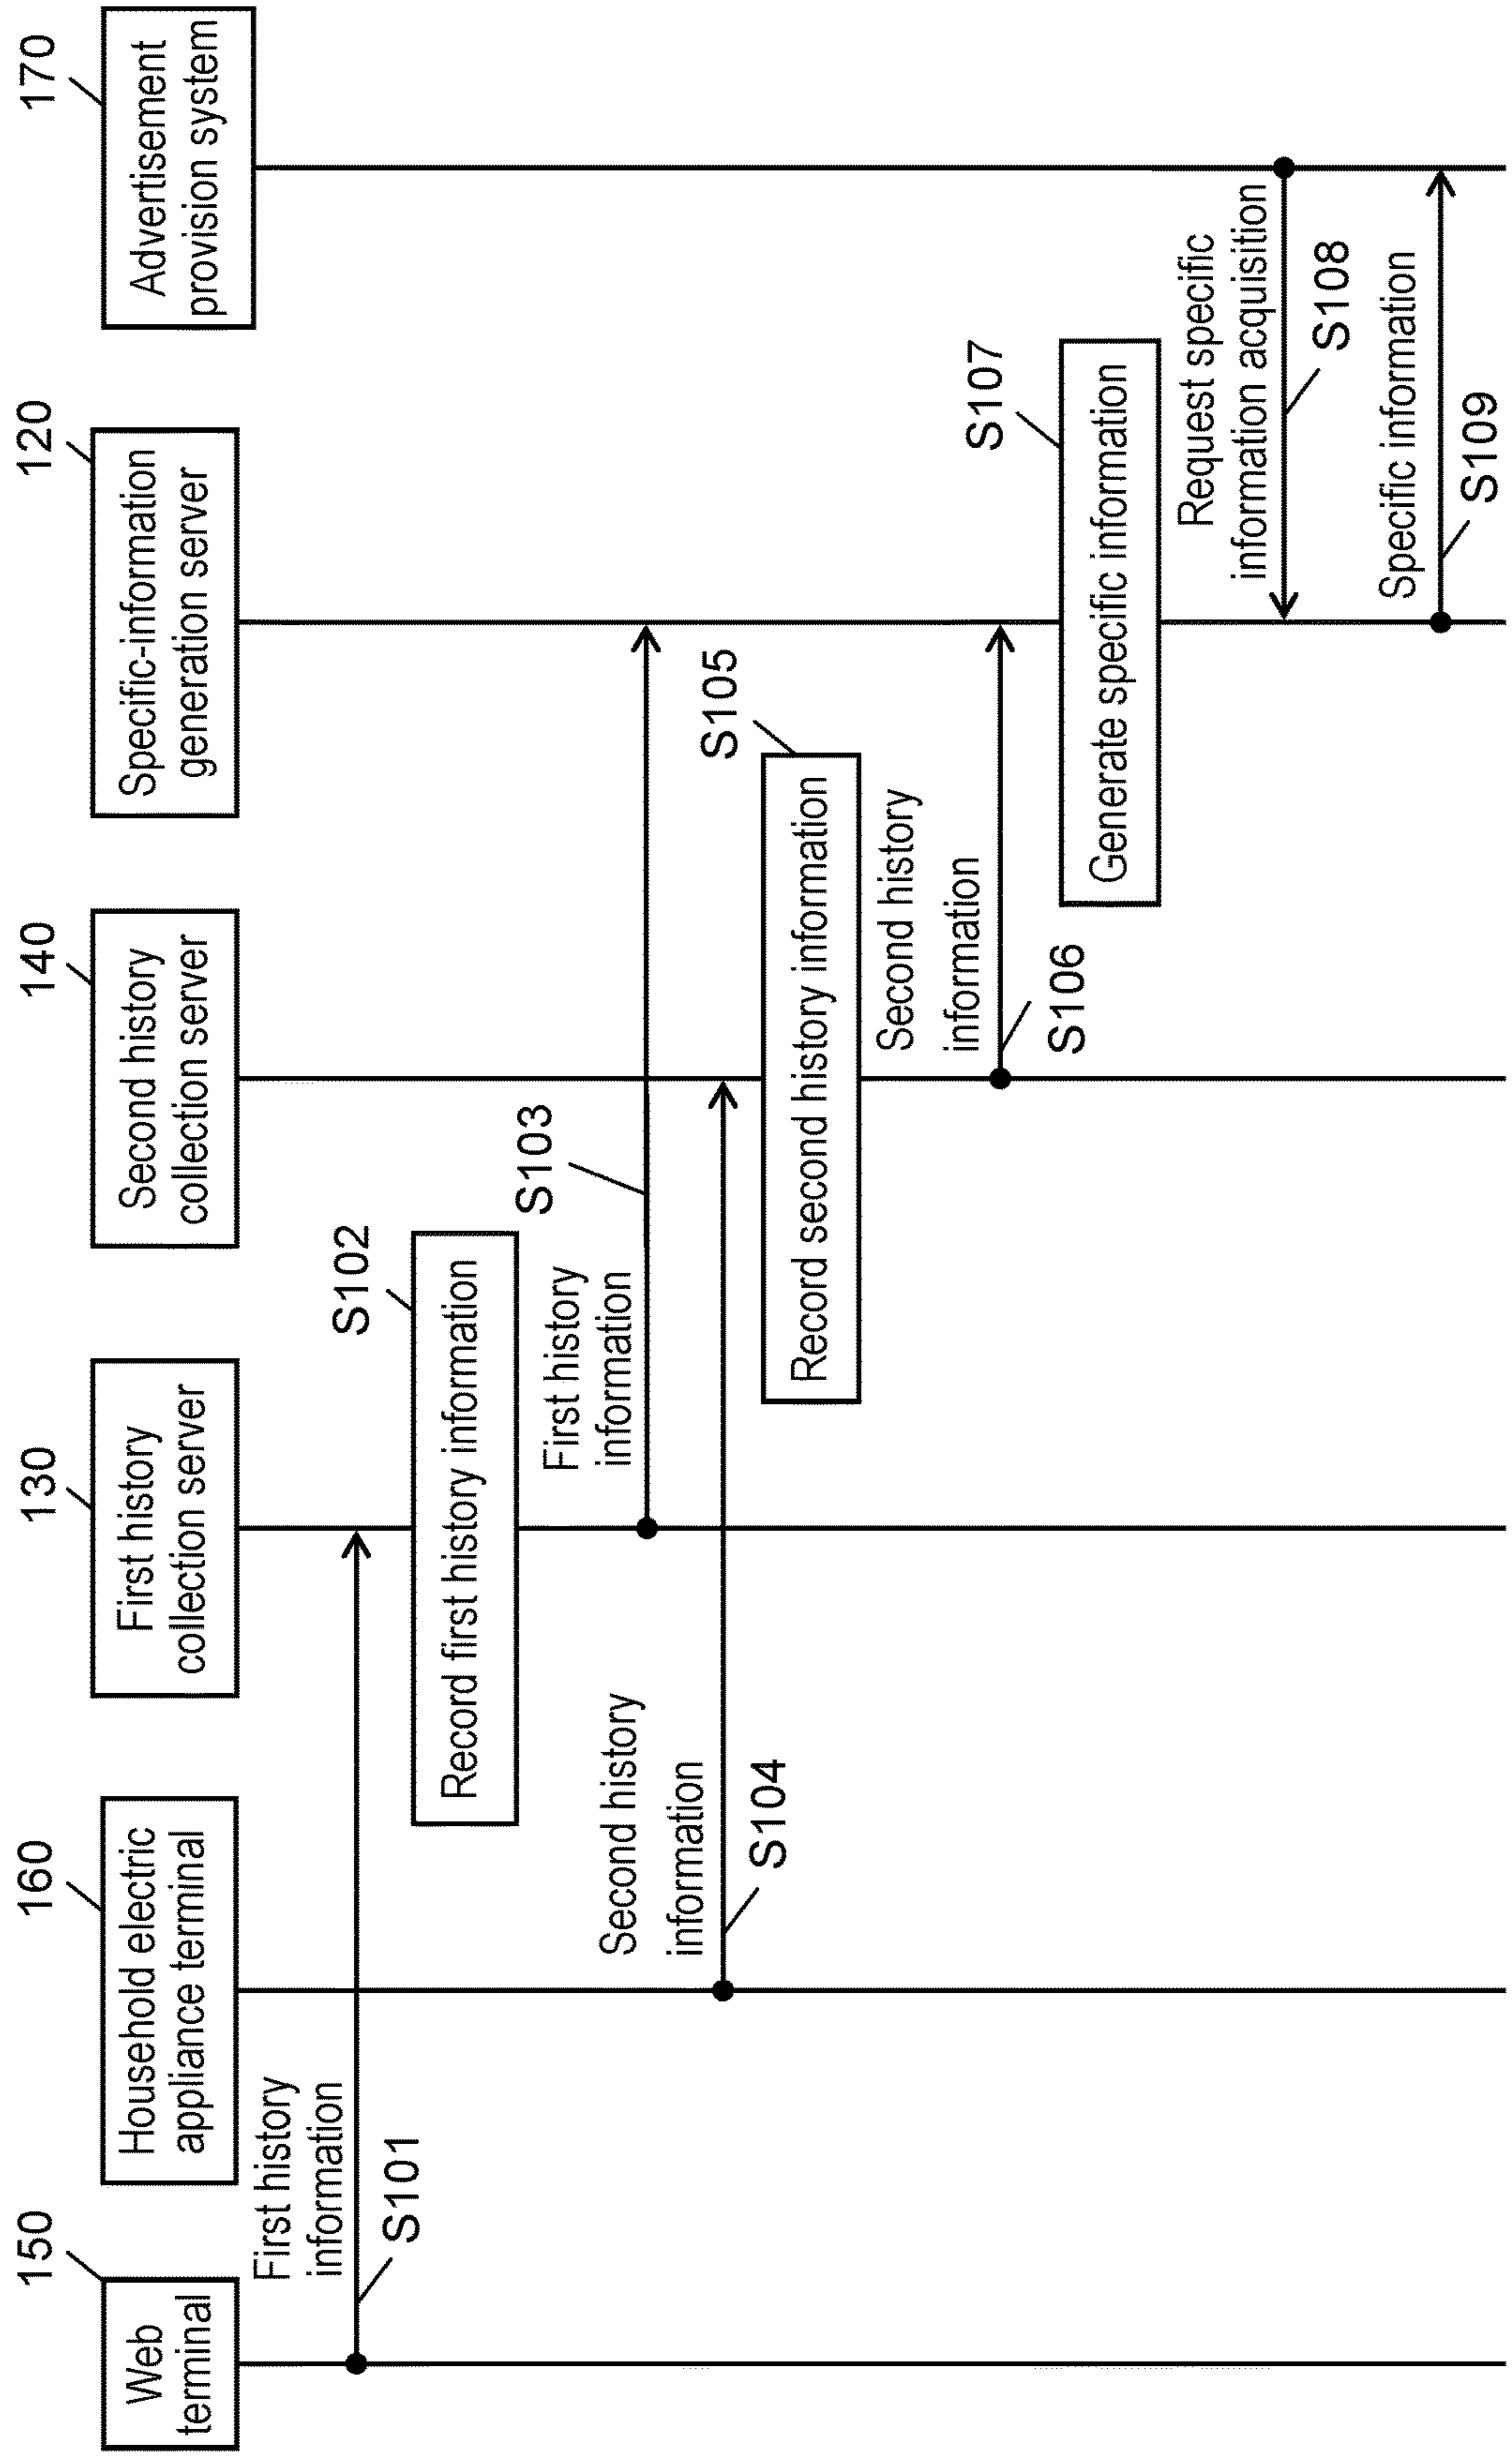 150
Web
terminal
160
Household electric
appliance terminal
130
First history
collection server
140
Second history
collection server
120
Specific-information
generation server
170
Advertisement
provision system
First history
information
S101
S102
Record first history information
First history
information
S103
Second history
information
S104
S105
Record second history information
Second history
information
S106
S107
Generate specific information
Request specific
information acquisition
S108
Specific information
S109